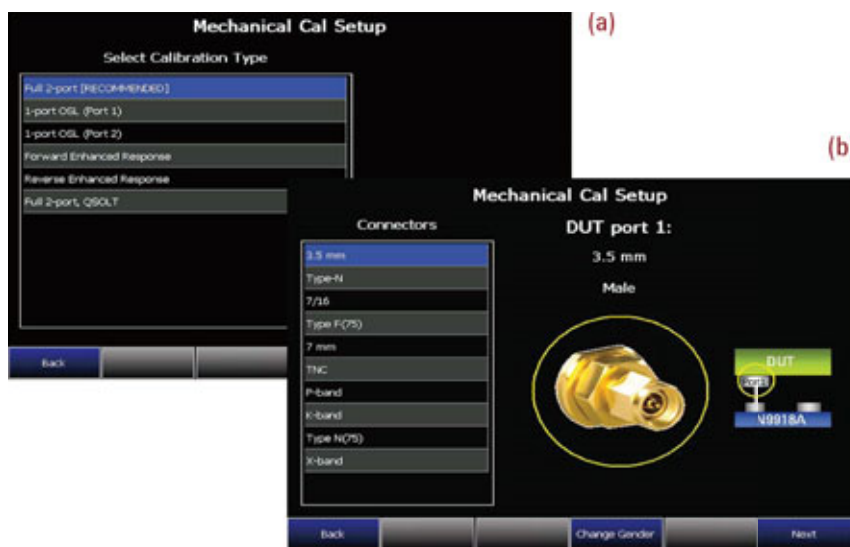 (a)
Mechanical Cal Setup
Select Calibration Type
Full 2-port [RECOMMENDED]
1-port OSL (Port 1)
1-port OSL (Port 2)
Forward Enhanced Response
Reverse Enhanced Response
Full 2-port, QSOLT
Back
(b
Mechanical Cal Setup
Connectors
3.5 mm
Type-N
7/16
Type F(75)
7 mm
TNC
P-band
K-band
Type N(75)
X-band
DUT port 1:
3.5 mm
Male
DUT
Port1
N9918A
Back
Change Gender
Next